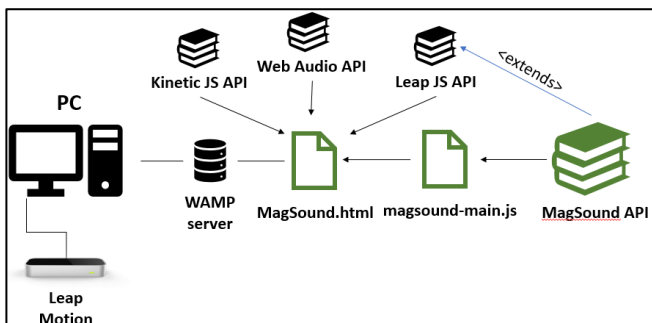 Kinetic JS API
Web Audio API
Leap JS API
<extends>
PC
WAMP
server
MagSound.html
magsound-main.js
MagSound API
Leap
Motion